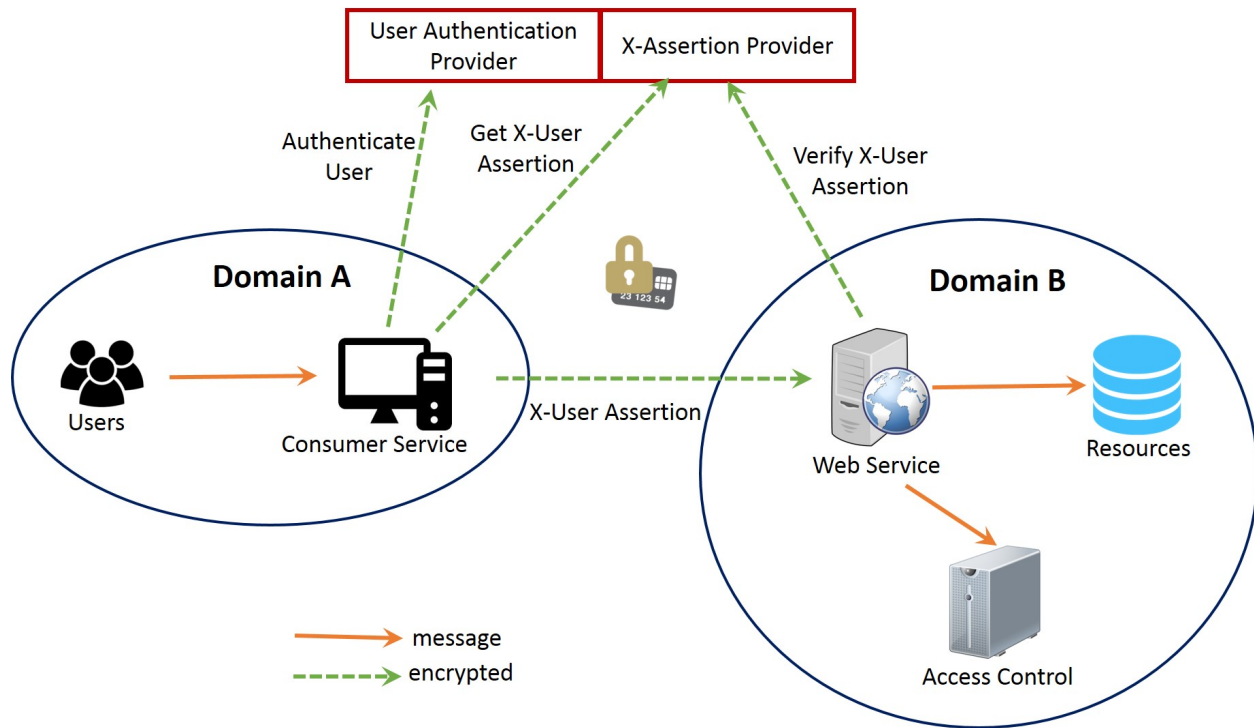 User Authentication
Provider
X-Assertion Provider
Authenticate
User
Get X-User
Assertion
Verify X-User
Assertion
Domain A
23 123 54
Domain B
Users
Consumer Service
X-User Assertion
Web Service
Resources
message
encrypted
Access Control